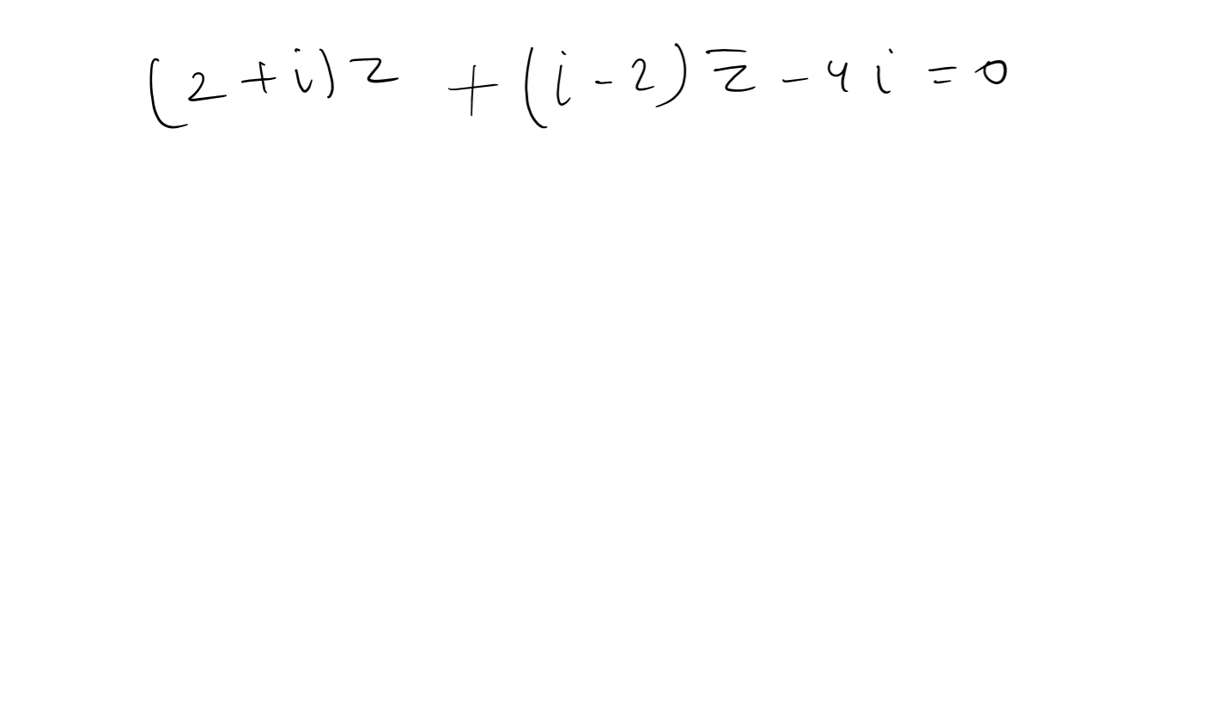 (2+i)z + (i-2)z̅ - 4i = 0